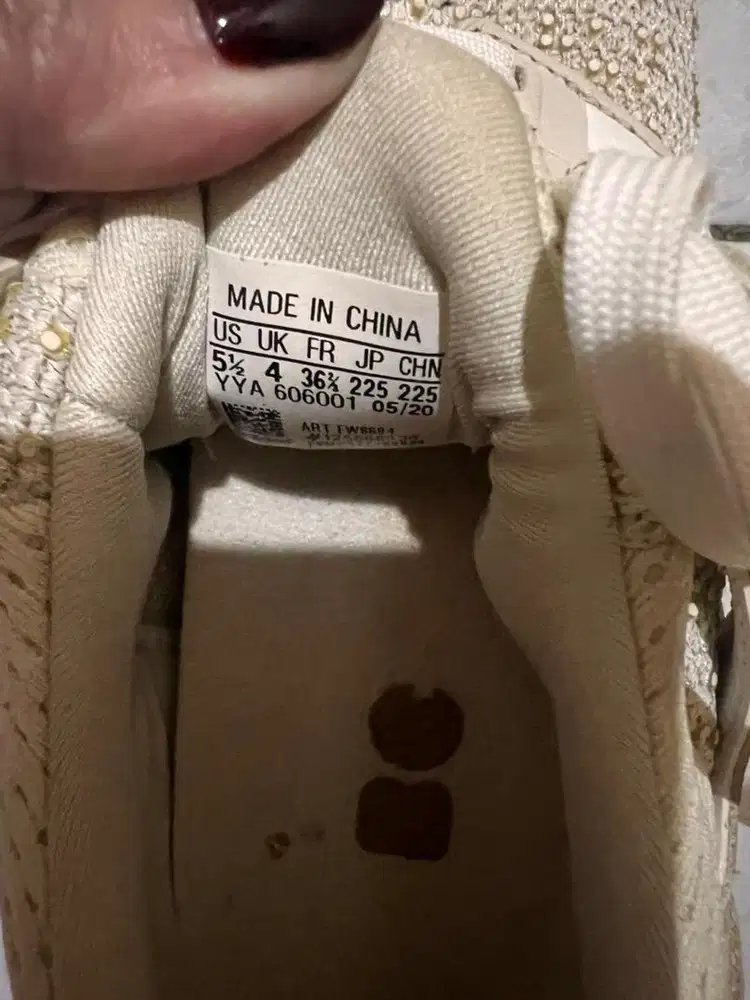 MADE IN CHINA
US UK FR JP CHN
5½ 4 36⅔ 225 225
YYA 606001 05/20
ART